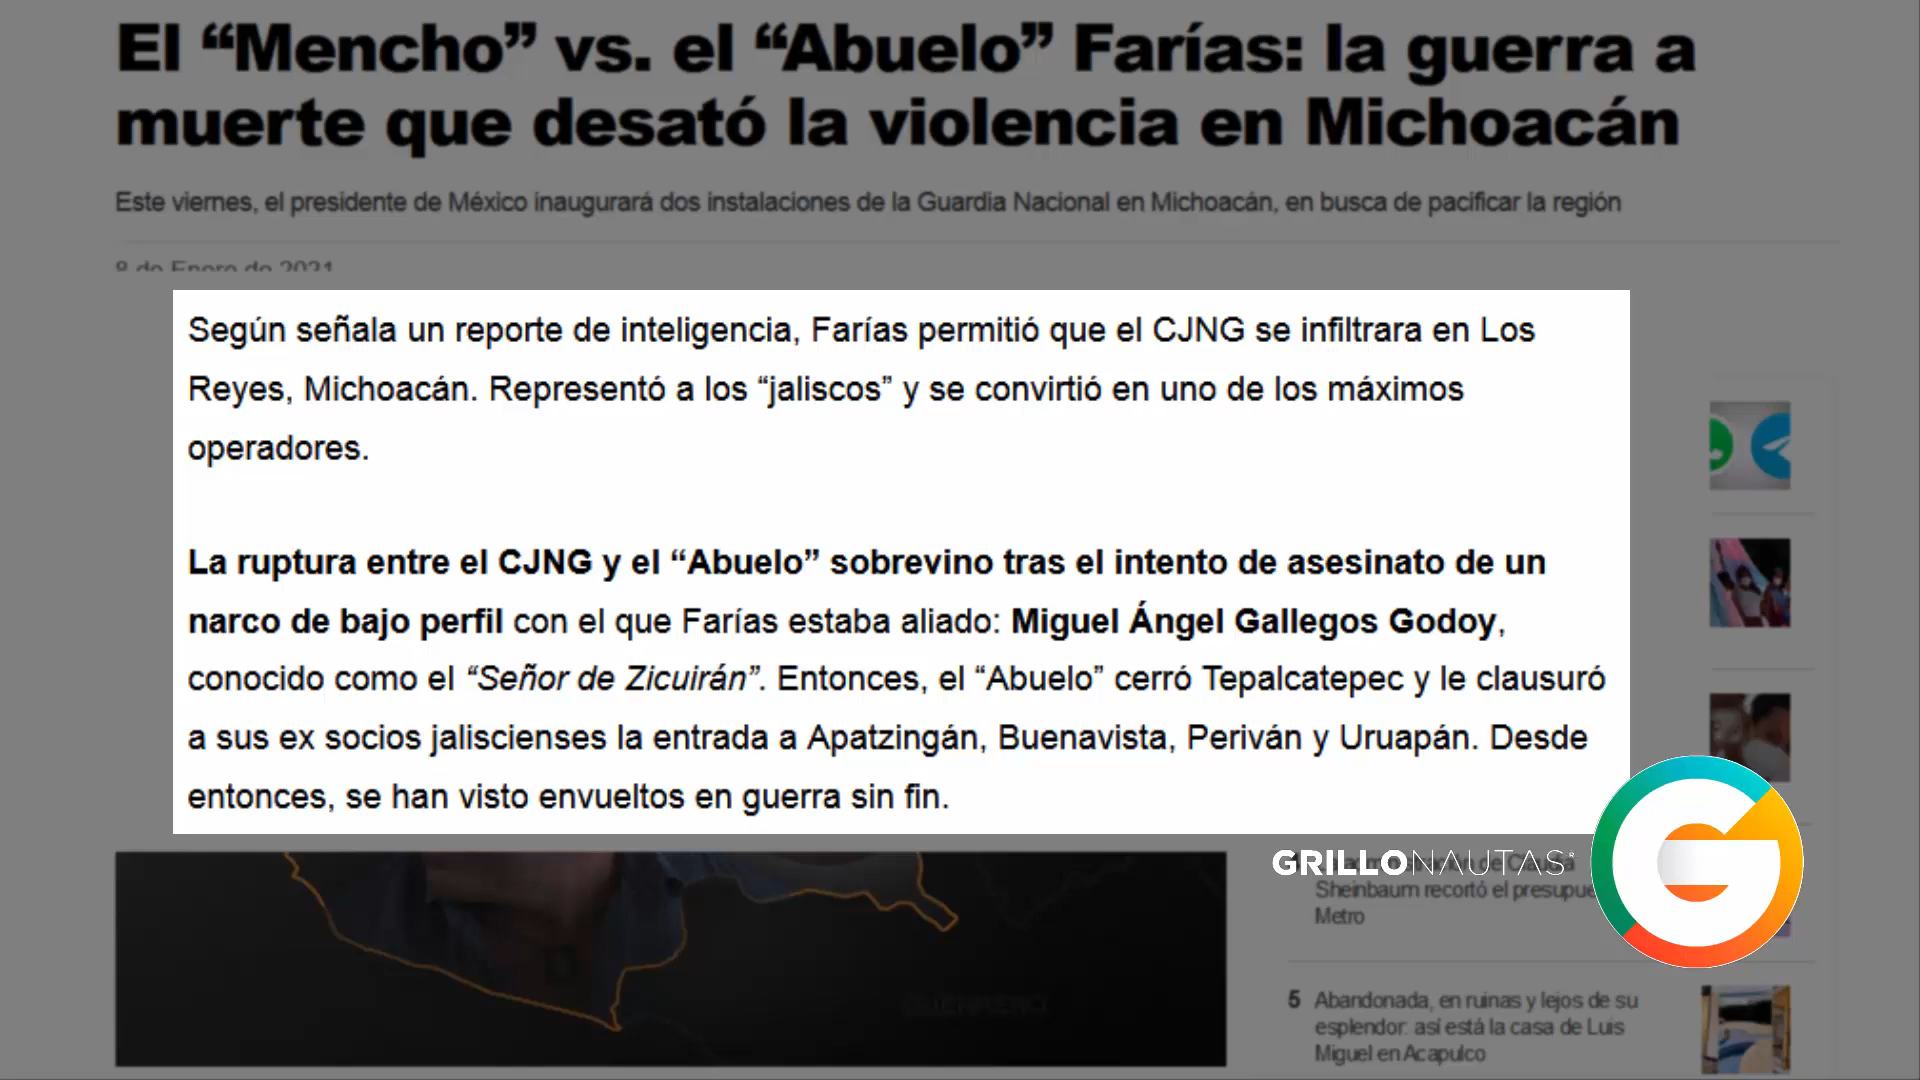 El “Mencho” vs. el “Abuelo” Farías: la guerra a
muerte que desató la violencia en Michoacán
Este viernes, el presidente de México inaugurará dos instalaciones de la Guardia Nacional en Michoacán, en busca de pacificar la región
8 de Enero de 2021
Según señala un reporte de inteligencia, Farías permitió que el CJNG se infiltrara en Los
Reyes, Michoacán. Representó a los “jaliscos” y se convirtió en uno de los máximos
operadores.
La ruptura entre el CJNG y el “Abuelo” sobrevino tras el intento de asesinato de un
narco de bajo perfil con el que Farías estaba aliado: Miguel Ángel Gallegos Godoy,
conocido como el “Señor de Zicuirán”. Entonces, el “Abuelo” cerró Tepalcatepec y le clausuró
a sus ex socios jaliscienses la entrada a Apatzingán, Buenavista, Periván y Uruapán. Desde
entonces, se han visto envueltos en guerra sin fin.
GRILLONAUTAS®
de Claudia
Sheinbaum recortó el
Metro
5 Abandonada, en ruinas y lejos de su
esplendor: así está la casa de Luis
Miguel en Acapulco